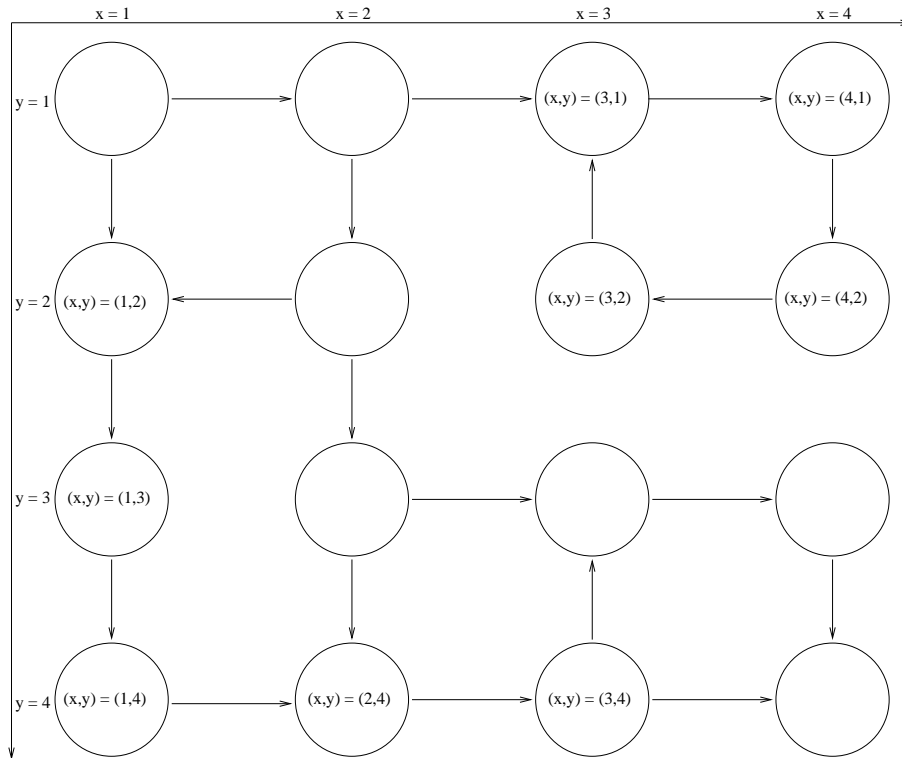 x = 1 x = 2 x = 3 x = 4
y = 1 (x,y) = (3,1) (x,y) = (4,1)
y = 2 (x,y) = (1,2) (x,y) = (3,2) (x,y) = (4,2)
y = 3 (x,y) = (1,3)
y = 4 (x,y) = (1,4) (x,y) = (2,4) (x,y) = (3,4)